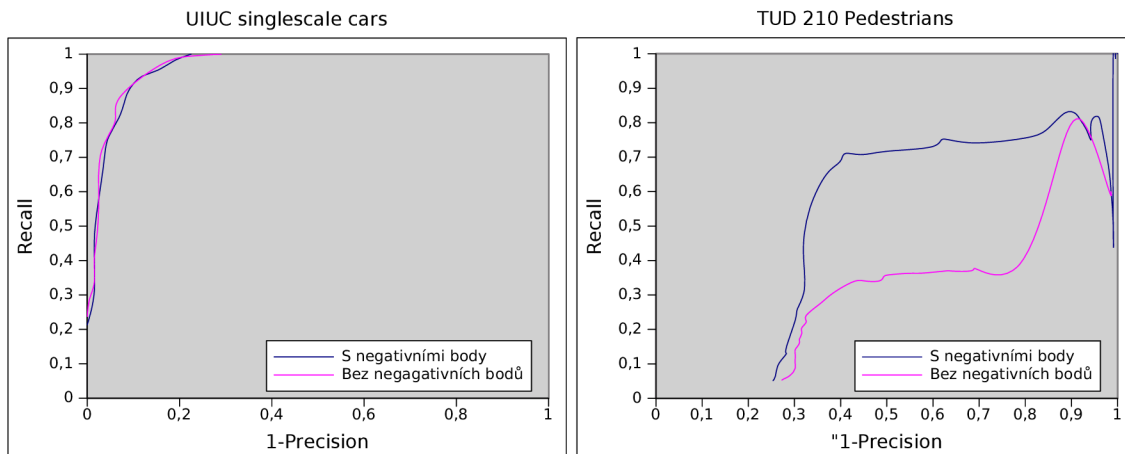 UIUC singlescale cars
1
0,9
0,8
0,7
0,6
0,5
0,4
0,3
0,2
0,1
0
Recall
S negativními body
Bez negagativních bodů
0 0,2 0,4 0,6 0,8 1
1-Precision
TUD 210 Pedestrians
1
0,9
0,8
0,7
0,6
0,5
0,4
0,3
0,2
0,1
0
Recall
S negativními body
Bez negativních bodů
0 0,1 0,2 0,3 0,4 0,5 0,6 0,7 0,8 0,9 1
"1-Precision